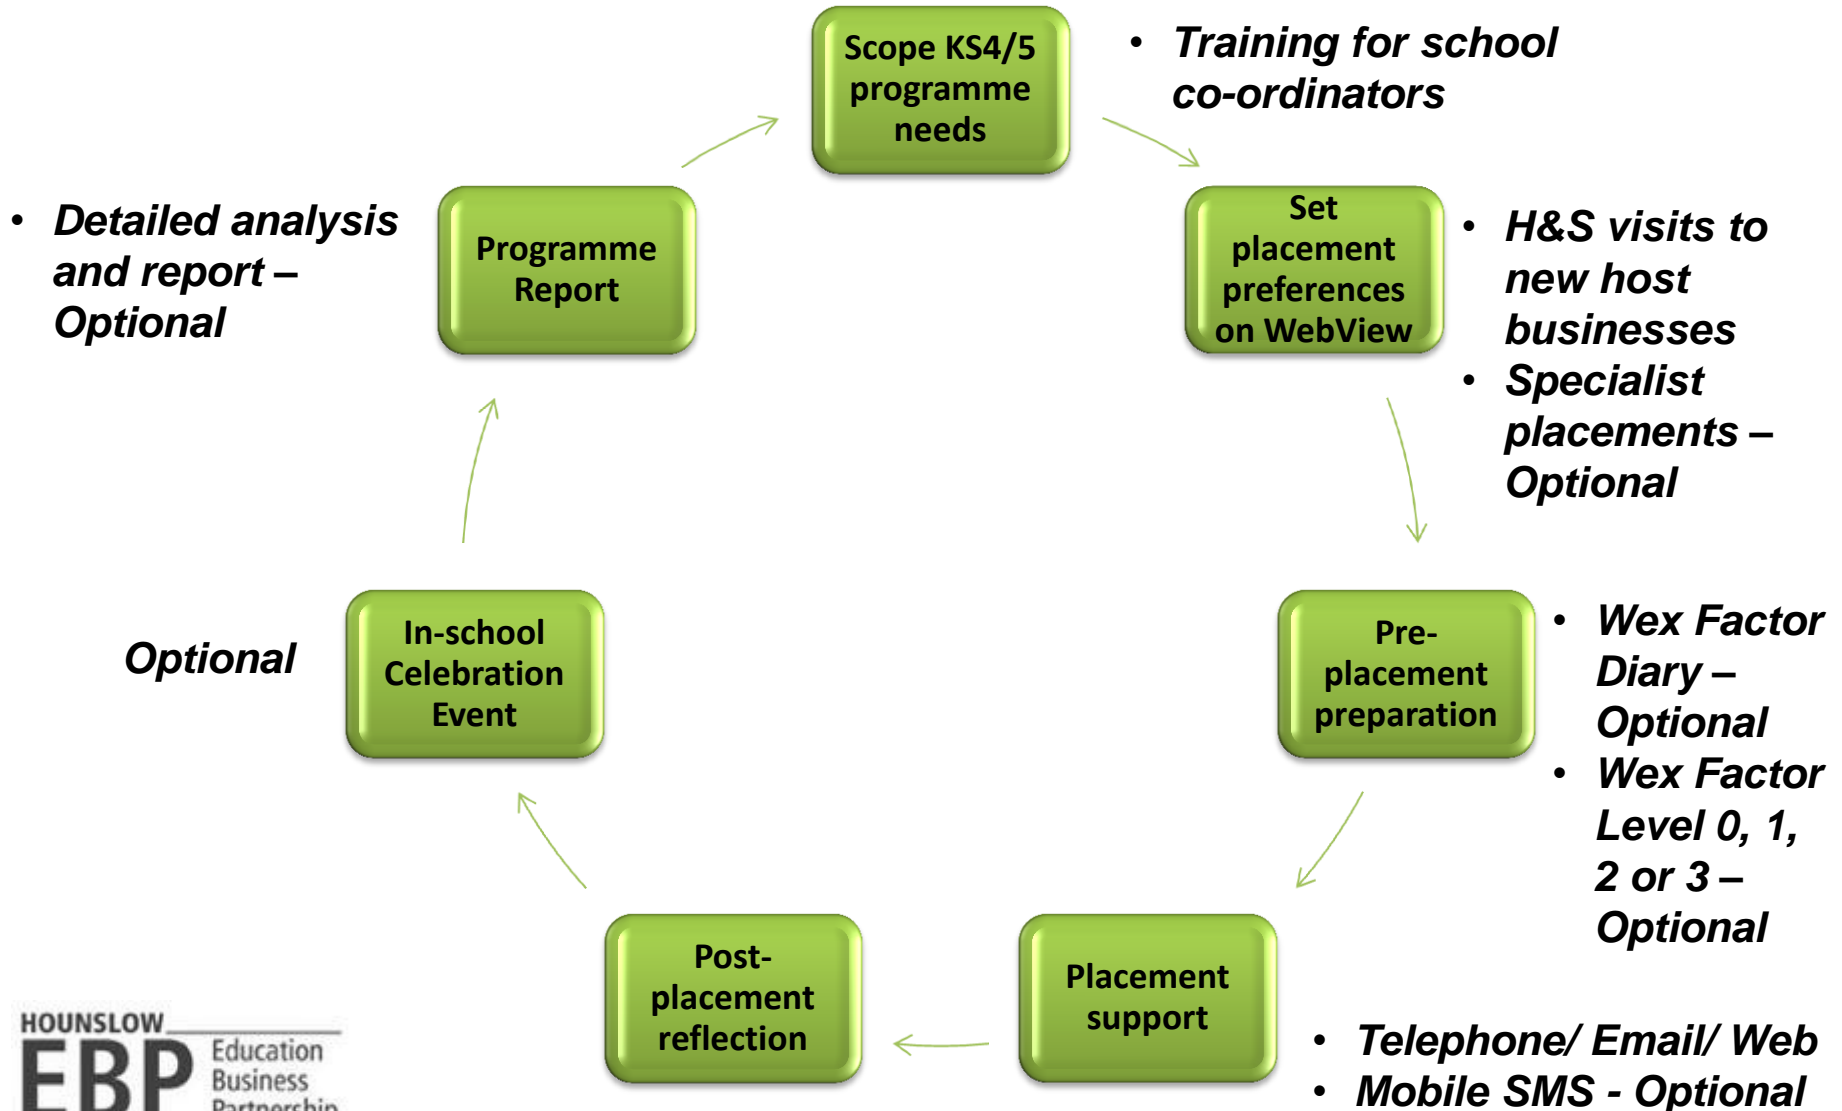 Scope KS4/5
programme
needs
• Training for school
co-ordinators
Set
placement
preferences
on WebView
• H&S visits to
new host
businesses
• Specialist
placements –
Optional
Pre-
placement
preparation
• Wex Factor
Diary –
Optional
• Wex Factor
Level 0, 1,
2 or 3 –
Optional
Placement
support
• Telephone/ Email/ Web
• Mobile SMS - Optional
Post-
placement
reflection
In-school
Celebration
Event
Optional
Programme
Report
• Detailed analysis
and report –
Optional
HOUNSLOW
EBP
Education
Business
Partnership